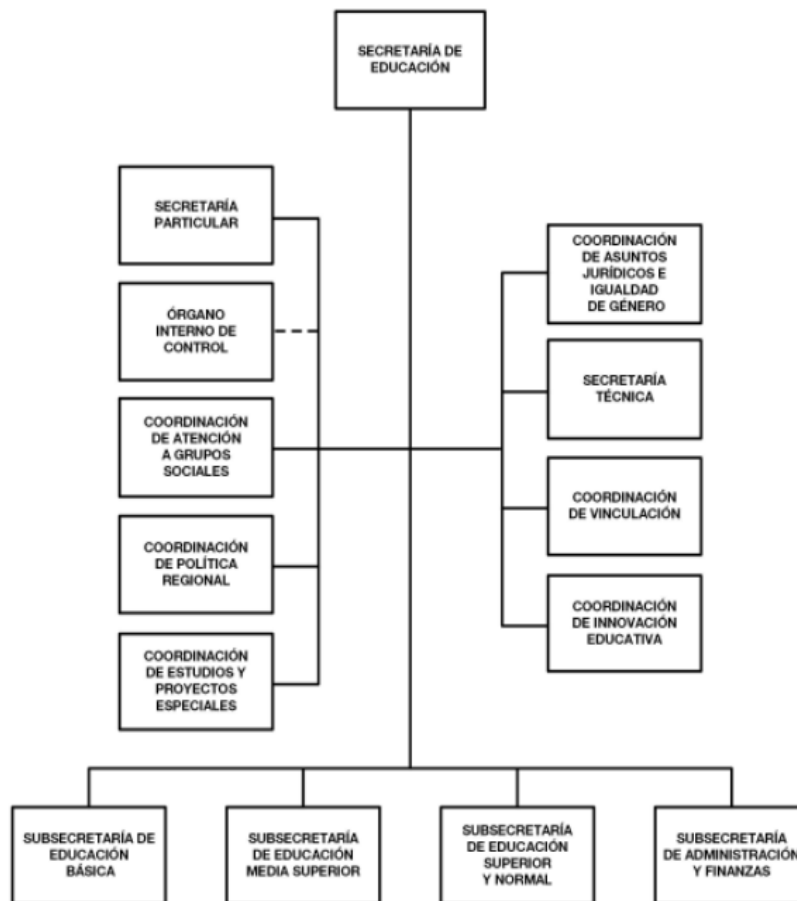 SECRETARÍA DE
EDUCACIÓN
SECRETARÍA
PARTICULAR
ÓRGANO
INTERNO DE
CONTROL
COORDINACIÓN
DE ATENCIÓN
A GRUPOS
SOCIALES
COORDINACIÓN
DE POLÍTICA
REGIONAL
COORDINACIÓN
DE ESTUDIOS Y
PROYECTOS
ESPECIALES
COORDINACIÓN
DE ASUNTOS
JURÍDICOS E
IGUALDAD
DE GÉNERO
SECRETARÍA
TÉCNICA
COORDINACIÓN
DE VINCULACIÓN
COORDINACIÓN
DE INNOVACIÓN
EDUCATIVA
SUBSECRETARÍA DE
EDUCACIÓN
BÁSICA
SUBSECRETARÍA
DE EDUCACIÓN
MEDIA SUPERIOR
SUBSECRETARÍA
DE EDUCACIÓN
SUPERIOR
Y NORMAL
SUBSECRETARÍA
DE ADMINISTRACIÓN
Y FINANZAS